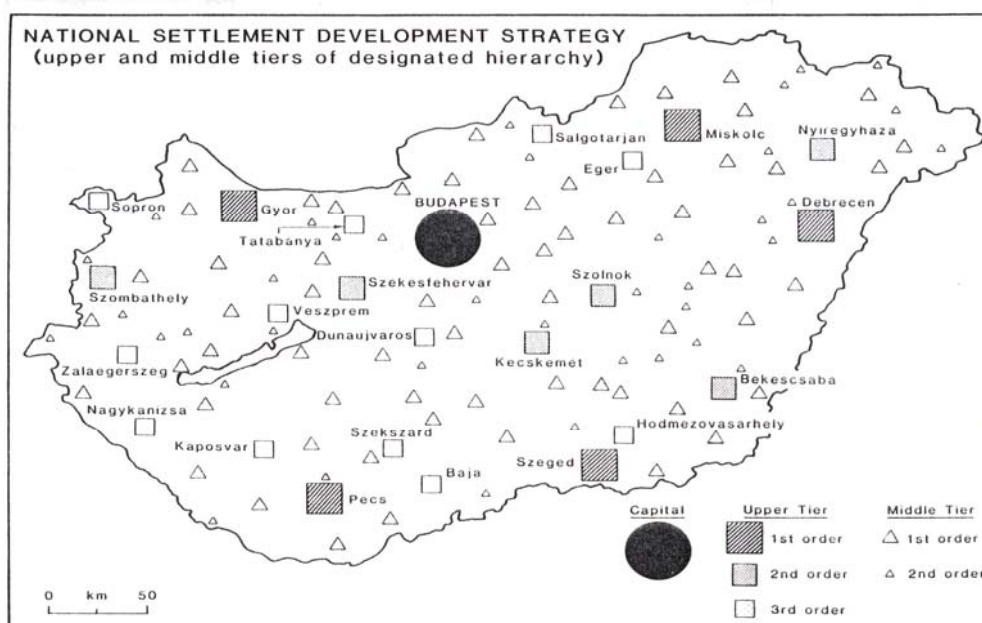 NATIONAL SETTLEMENT DEVELOPMENT STRATEGY
(upper and middle tiers of designated hierarchy)
Salgotarjan
Miskolc
Nyiregyhaza
Eger
Sopron
Gyor
BUDAPEST
Debrecen
Tatabanya
Szombathely
Székesfehervar
Szolnok
Veszprem
Dunaujvaros
Kecskemet
Zalaegerszeg
Bekescsaba
Nagykanizsa
Kaposvar
Szekszard
Hodmezovasarhely
Szeged
Baja
Pecs
Capital
Upper Tier
Middle Tier
1st order
1st order
2nd order
2nd order
3rd order
0 km 50